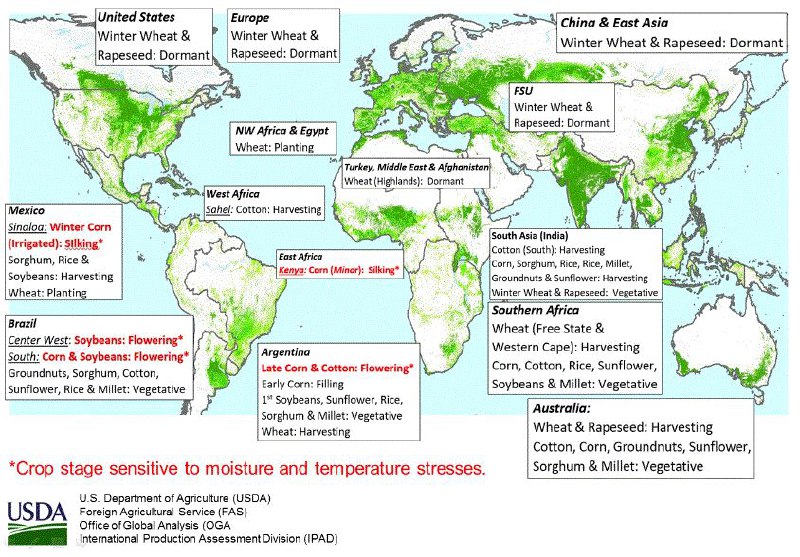 United States
Winter Wheat &
Rapeseed: Dormant
Europe
Winter Wheat &
Rapeseed: Dormant
China & East Asia
Winter Wheat & Rapeseed: Dormant
FSU
Winter Wheat &
Rapeseed: Dormant
NW Africa & Egypt
Wheat: Planting
Turkey, Middle East & Afghanistan
Wheat (Highlands): Dormant
West Africa
Sahel: Cotton: Harvesting
Mexico
Sinaloa: Winter Corn
(Irrigated): SIlking*
Sorghum, Rice &
Soybeans: Harvesting
Wheat: Planting
East Africa
Kenya: Corn (Minor): Silking*
South Asia (India)
Cotton (South): Harvesting
Corn, Sorghum, Rice, Rice, Millet,
Groundnuts & Sunflower: Harvesting
Winter Wheat & Rapeseed: Vegetative
Brazil
Center West: Soybeans: Flowering*
South: Corn & Soybeans: Flowering*
Groundnuts, Sorghum, Cotton,
Sunflower, Rice & Millet: Vegetative
Argentina
Late Corn & Cotton: Flowering*
Early Corn: Filling
1st Soybeans, Sunflower, Rice,
Sorghum & Millet: Vegetative
Wheat: Harvesting
Southern Africa
Wheat (Free State &
Western Cape): Harvesting
Corn, Cotton, Rice, Sunflower,
Soybeans & Millet: Vegetative
Australia:
Wheat & Rapeseed: Harvesting
Cotton, Corn, Groundnuts, Sunflower,
Sorghum & Millet: Vegetative
*Crop stage sensitive to moisture and temperature stresses.
USDA
U.S. Department of Agriculture (USDA)
Foreign Agricultural Service (FAS)
Office of Global Analysis (OGA
International Production Assessment Division (IPAD)